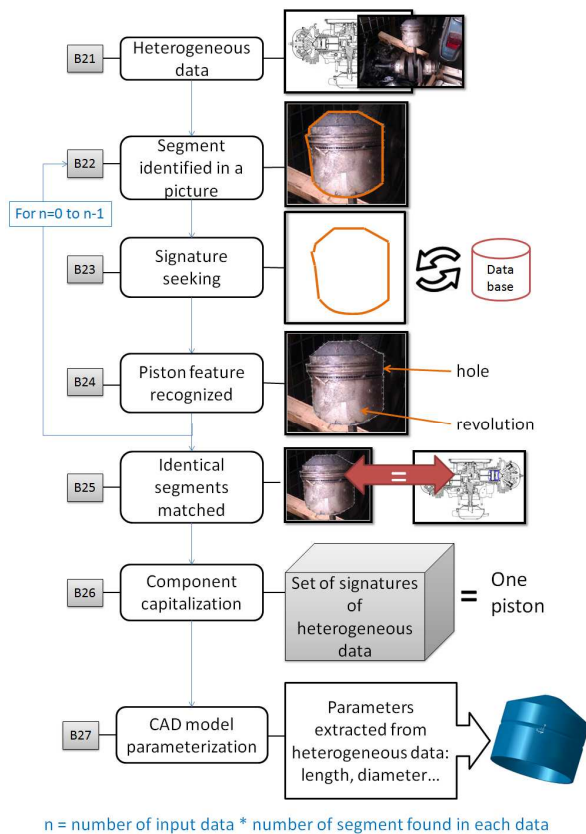 B21
Heterogeneous
data
B22
Segment
identified in a
picture
For n=0 to n-1
B23
Signature
seeking
Data
base
B24
Piston feature
recognized
hole
revolution
B25
Identical
segments
matched
=
B26
Component
capitalization
Set of signatures
of
heterogeneous
data
=
One
piston
B27
CAD model
parameterization
Parameters
extracted from
heterogeneous data:
length, diameter...
n = number of input data * number of segment found in each data